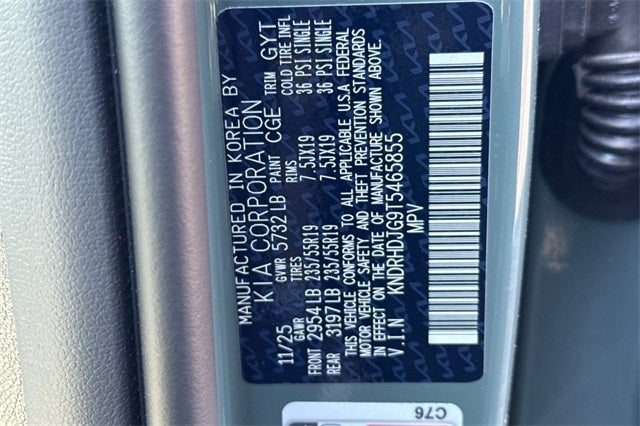 MANUFACTURED IN KOREA BY
KIA CORPORATION
11/25 GVWR 5732 LB PAINT CGE TRIM GYT
GAWR TIRES RIMS COLD TIRE INFL
FRONT 2954 LB 235/55R19 7.5JX19 36 PSI SINGLE
REAR 3197 LB 235/55R19 7.5JX19 36 PSI SINGLE
THIS VEHICLE CONFORMS TO ALL APPLICABLE U.S.A FEDERAL
MOTOR VEHICLE SAFETY AND THEFT PREVENTION STANDARDS
IN EFFECT ON THE DATE OF MANUFACTURE SHOWN ABOVE.
V.I.N KNDRHDJG9T5465855
MPV
C76